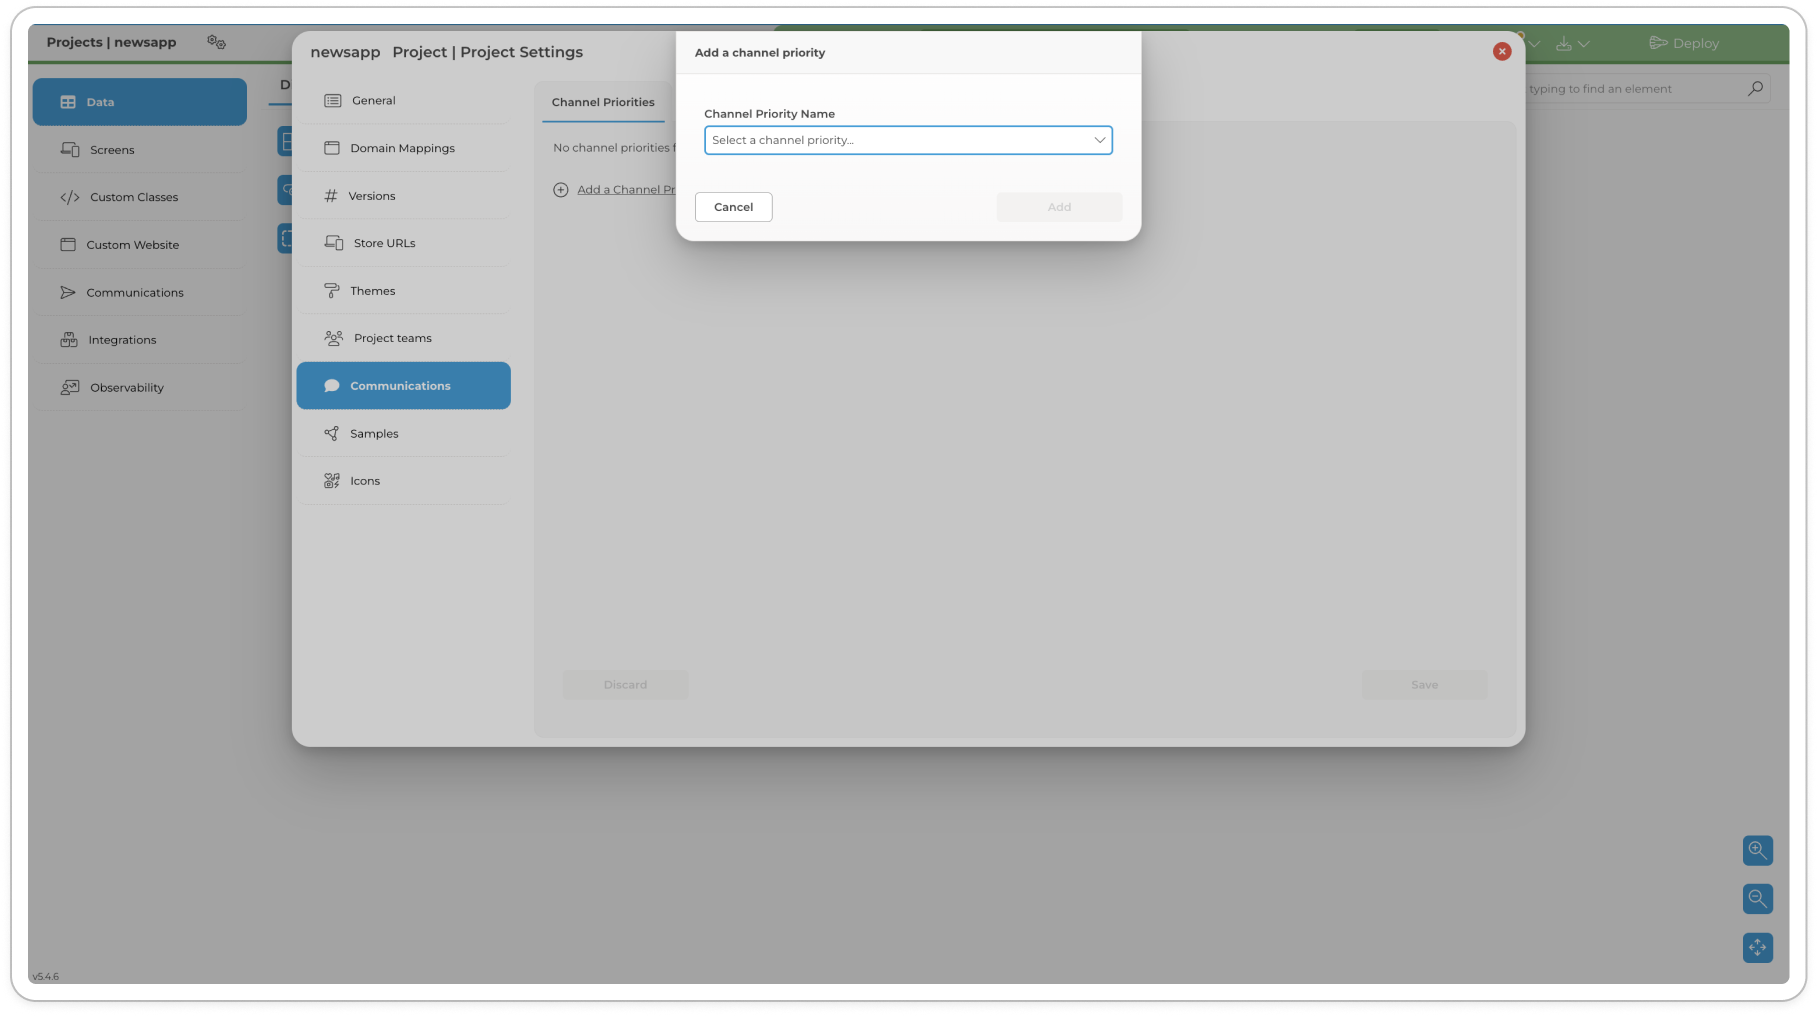 Projects | newsapp
Deploy
typing to find an element
Data
Screens
Custom Classes
Custom Website
Communications
Integrations
Observability
v5.4.6
newsapp Project | Project Settings
General
Domain Mappings
Versions
Store URLs
Themes
Project teams
Communications
Samples
Icons
Channel Priorities
No channel priorities
Add a Channel
Discard
Save
Add a channel priority
Channel Priority Name
Select a channel priority...
Cancel
Add